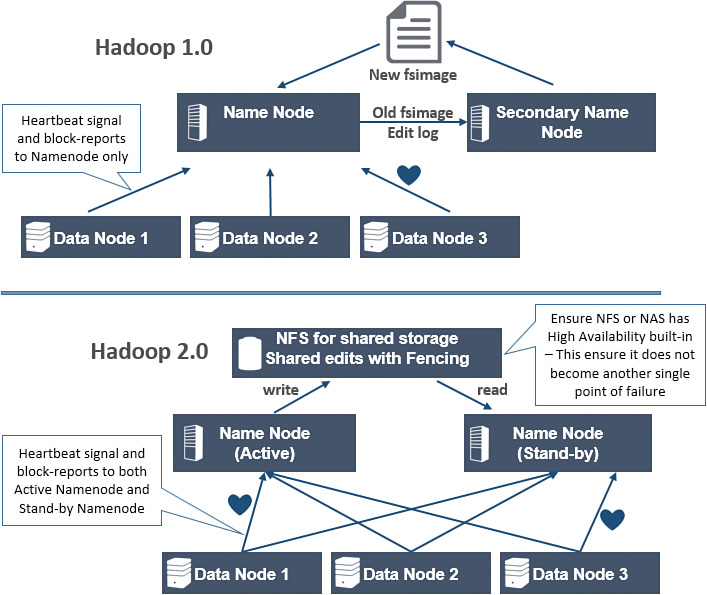 Hadoop 1.0
New fsimage
Name Node
Old fsimage
Edit log
Secondary Name
Node
Heartbeat signal
and block-reports
to Namenode only
Data Node 1
Data Node 2
Data Node 3
Hadoop 2.0
NFS for shared storage
Shared edits with Fencing
Ensure NFS or NAS has
High Availability built-in
– This ensure it does not
become another single
point of failure
write
read
Name Node
(Active)
Name Node
(Stand-by)
Heartbeat signal and
block-reports to both
Active Namenode and
Stand-by Namenode
Data Node 1
Data Node 2
Data Node 3